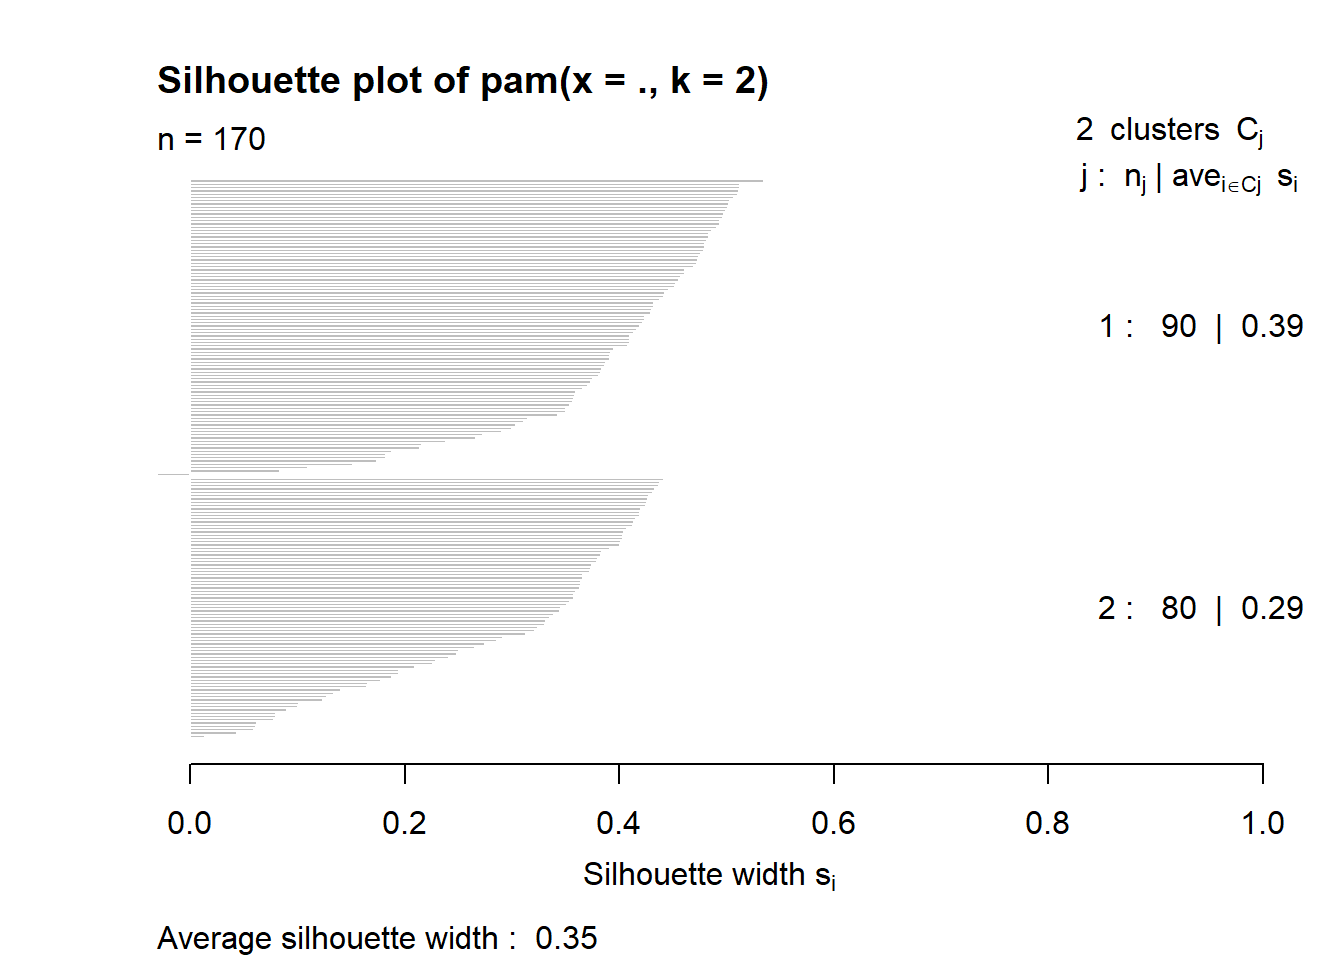 Silhouette plot of pam(x = ., k = 2)
n = 170
2 clusters Cj
j : nj | avei∈Cj si
1 : 90 | 0.39
2 : 80 | 0.29
0.0 0.2 0.4 0.6 0.8 1.0
Silhouette width si
Average silhouette width : 0.35